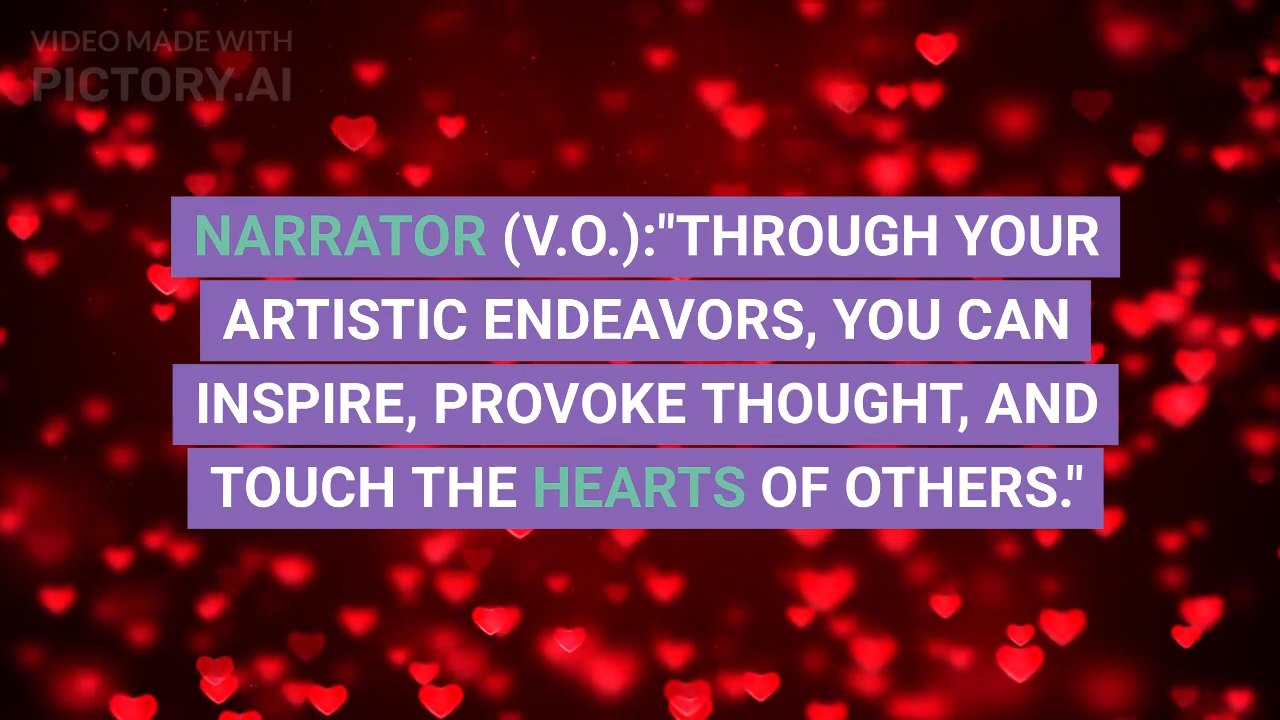 VIDEO MADE WITH
PICTORY.AI
NARRATOR (V.O.):"THROUGH YOUR
ARTISTIC ENDEAVORS, YOU CAN
INSPIRE, PROVOKE THOUGHT, AND
TOUCH THE HEARTS OF OTHERS."